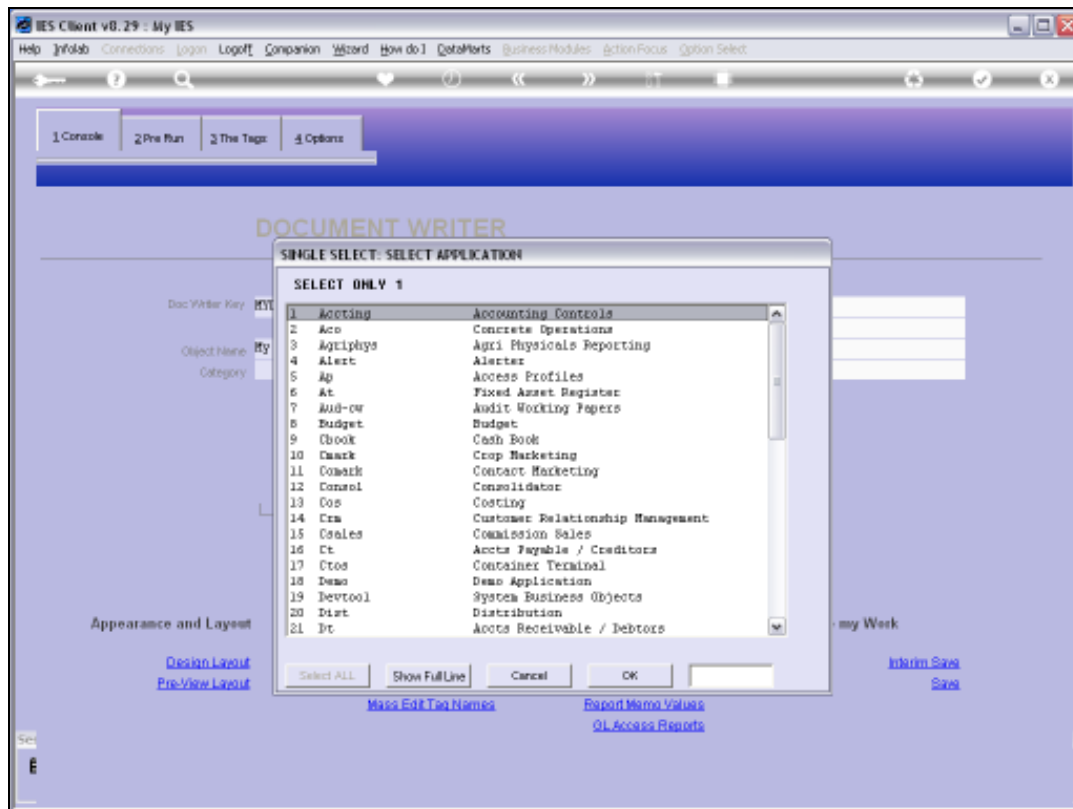 IES Client v8.29 : My IES
Help Infolab Connections Logon Logoff Companion Wizard How do I DataMarts Business Modules Action Focus Option Select
1 Console 2 Pre Run 3 The Tags 4 Options
DOCUMENT WRITER
SINGLE SELECT: SELECT APPLICATION
SELECT ONLY 1
Doc Writer Key
Object Name My
Category
1 Accting Accounting Controls
2 Aco Concrete Operations
3 Agriphys Agri Physicals Reporting
4 Alert Alerter
5 Ap Access Profiles
6 At Fixed Asset Register
7 Aud-cw Audit Working Papers
8 Budget Budget
9 Cbook Cash Book
10 Cmark Crop Marketing
11 Comark Contact Marketing
12 Consol Consolidator
13 Cos Costing
14 Crm Customer Relationship Management
15 Csales Commission Sales
16 Ct Accts Payable / Creditors
17 Ctos Container Terminal
18 Demo Demo Application
19 Devtool System Business Objects
20 Dist Distribution
21 Dt Accts Receivable / Debtors
Select ALL Show Full Line Cancel OK
Appearance and Layout my Work
Design Layout Interim Save
Pre-View Layout Save
Mass Edit Tag Names Report Memo Values
GL Access Reports